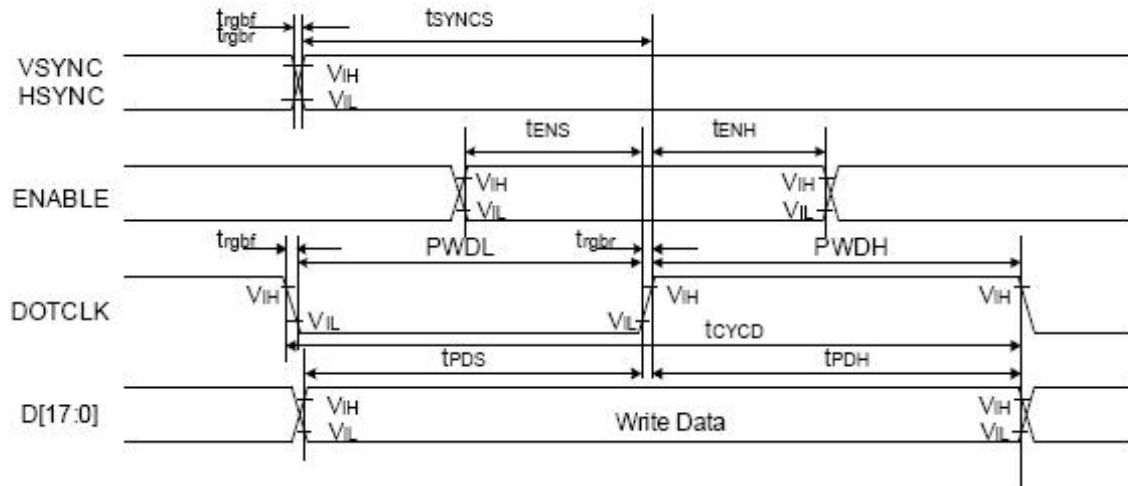 trgbf tSYNCS
trgbr
VSYNC VIH
HSYNC VIL
tENS tENH
ENABLE VIH VIH
VIL VIL
trgbf PWDL trgbr PWDH
DOTCLK VIH VIH VIH
VIL VIL
tCYCD
tPDS tPDH
D[17:0] VIH Write Data VIH
VIL VIL